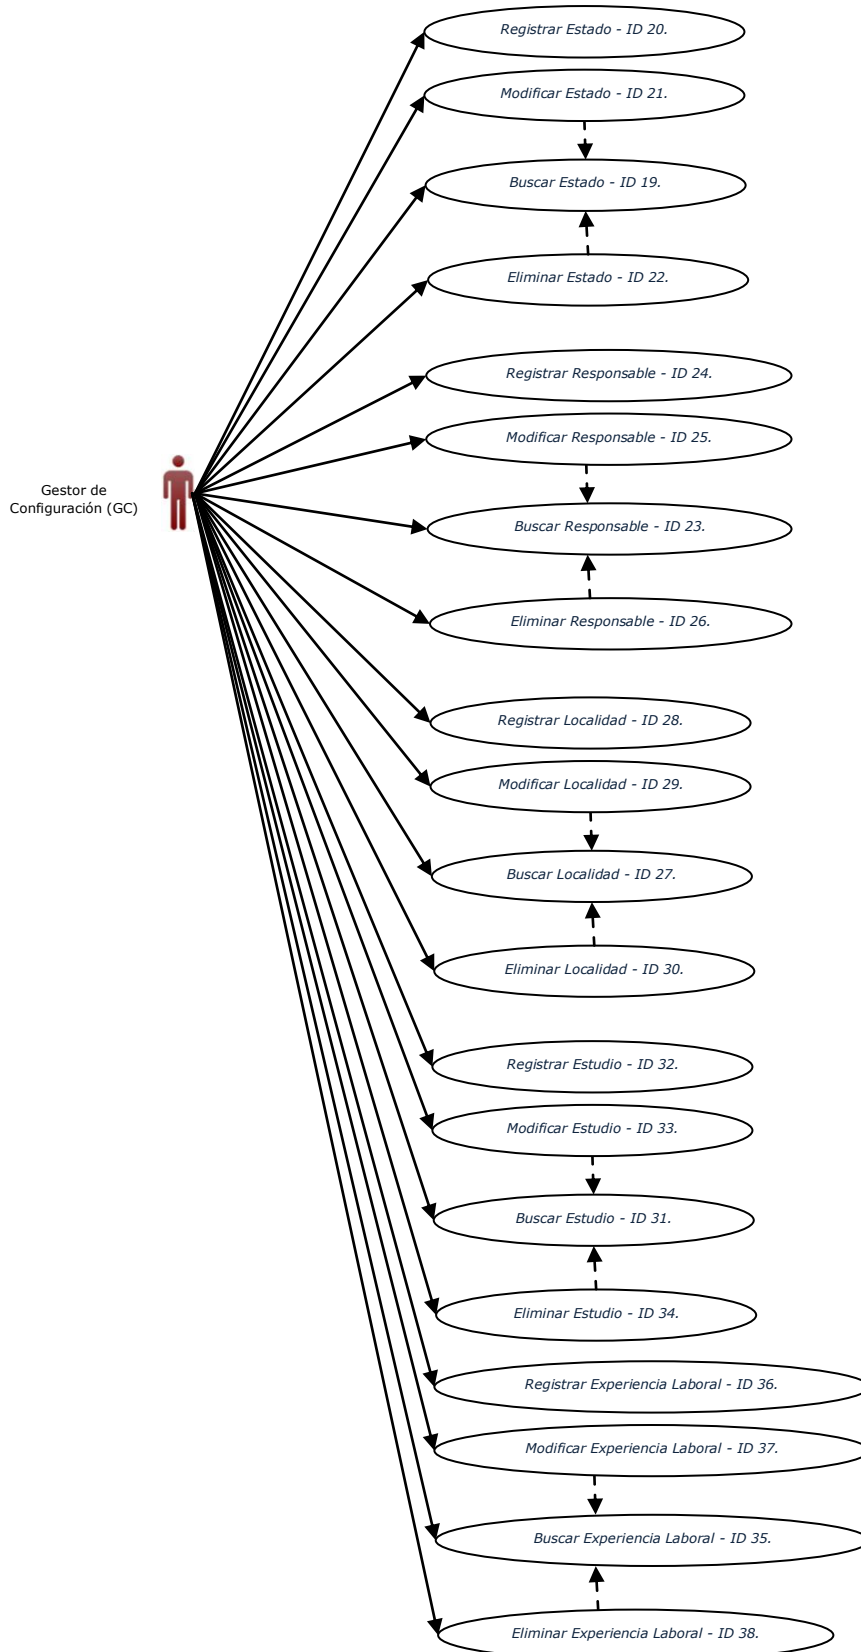 Registrar Estado - ID 20.
Modificar Estado - ID 21.
Buscar Estado - ID 19.
Eliminar Estado - ID 22.
Registrar Responsable - ID 24.
Modificar Responsable - ID 25.
Gestor de
Configuración (GC)
Buscar Responsable - ID 23.
Eliminar Responsable - ID 26.
Registrar Localidad - ID 28.
Modificar Localidad - ID 29.
Buscar Localidad - ID 27.
Eliminar Localidad - ID 30.
Registrar Estudio - ID 32.
Modificar Estudio - ID 33.
Buscar Estudio - ID 31.
Eliminar Estudio - ID 34.
Registrar Experiencia Laboral - ID 36.
Modificar Experiencia Laboral - ID 37.
Buscar Experiencia Laboral - ID 35.
Eliminar Experiencia Laboral - ID 38.